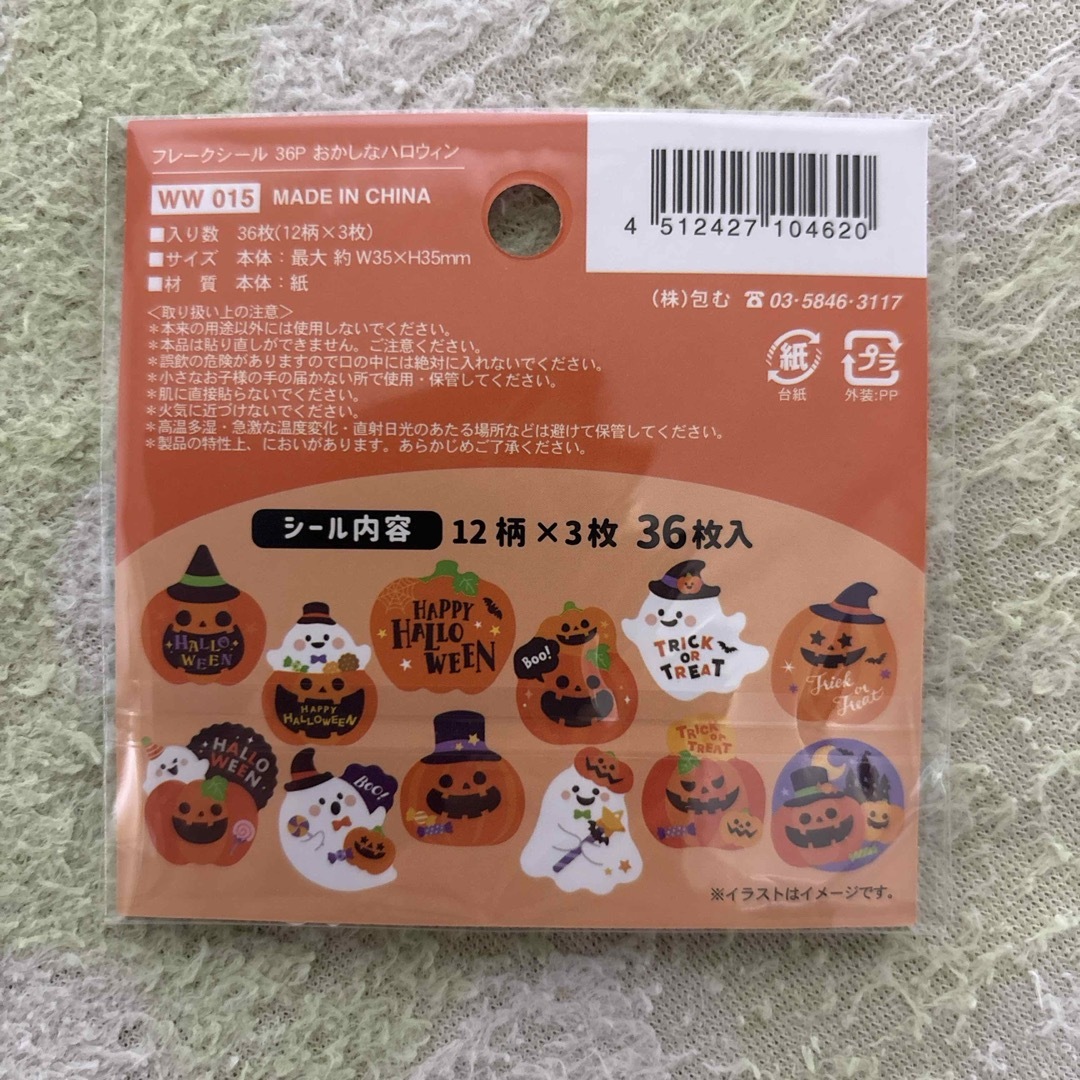 フレークシール 36P おかしなハロウィン
WW 015 MADE IN CHINA
■入り数 36枚(12柄×3枚)
■サイズ 本体：最大 約 W35×H35mm
■材 質 本体：紙
4 512427 104620
(株)包む ☎03・5846・3117
紙
台紙
プラ
外装:PP
＜取り扱い上の注意＞
＊本来の用途以外には使用しないでください。
＊本品は貼り直しができません。ご注意ください。
＊誤飲の危険がありますので口の中には絶対に入れないでください。
＊小さなお子様の手の届かない所で使用・保管してください。
＊肌に直接貼らないでください。
＊火気に近づけないでください。
＊高温多湿・急激な温度変化・直射日光のあたる場所などは避けて保管してください。
＊製品の特性上、においがあります。あらかじめご了承ください。
シール内容 12柄×3枚 36枚入
HALLO
WEEN
HAPPY
HALLOWEEN
HAPPY
HALLO
WEEN
BOO!
TRICK
OR
TREAT
Trick or
Treat
HALLO
WEEN
BOO!
TRICK
OR
TREAT
※イラストはイメージです。